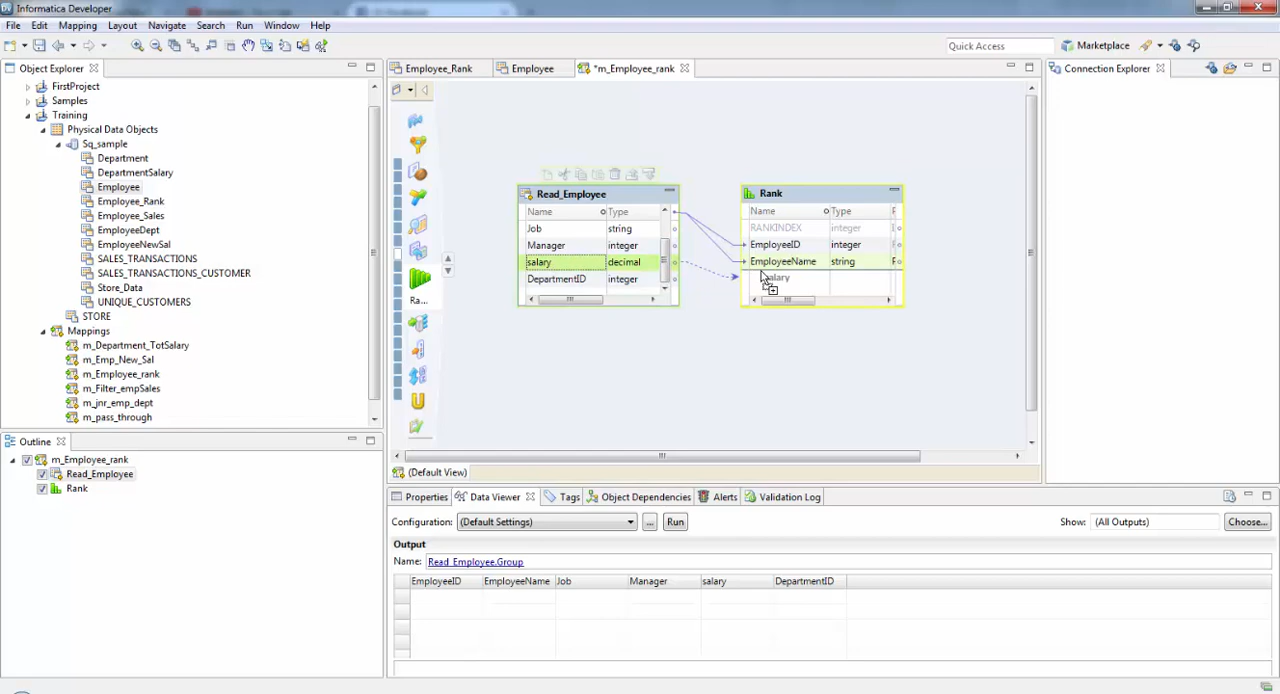 Informatica Developer
File Edit Mapping Layout Navigate Search Run Window Help
Quick Access Marketplace
Object Explorer
FirstProject
Samples
Training
Physical Data Objects
Sq_sample
Department
DepartmentSalary
Employee
Employee_Rank
Employee_Sales
EmployeeDept
EmployeeNewSal
SALES_TRANSACTIONS
SALES_TRANSACTIONS_CUSTOMER
Store_Data
UNIQUE_CUSTOMERS
STORE
Mappings
m_Department_TotSalary
m_Emp_New_Sal
m_Employee_rank
m_Filter_empSales
m_jnr_emp_dept
m_pass_through
Outline
m_Employee_rank
Read_Employee
Rank
Employee_Rank Employee *m_Employee_rank
Ra...
Read_Employee
Name Type
Job string
Manager integer
salary decimal
DepartmentID integer
Rank
Name Type
RANKINDEX integer
EmployeeID integer
EmployeeName string
salary
(Default View)
Connection Explorer
Properties Data Viewer Tags Object Dependencies Alerts Validation Log
Configuration: (Default Settings) ... Run Show: (All Outputs) Choose...
Output
Name: Read_Employee.Group
EmployeeID EmployeeName Job Manager salary DepartmentID